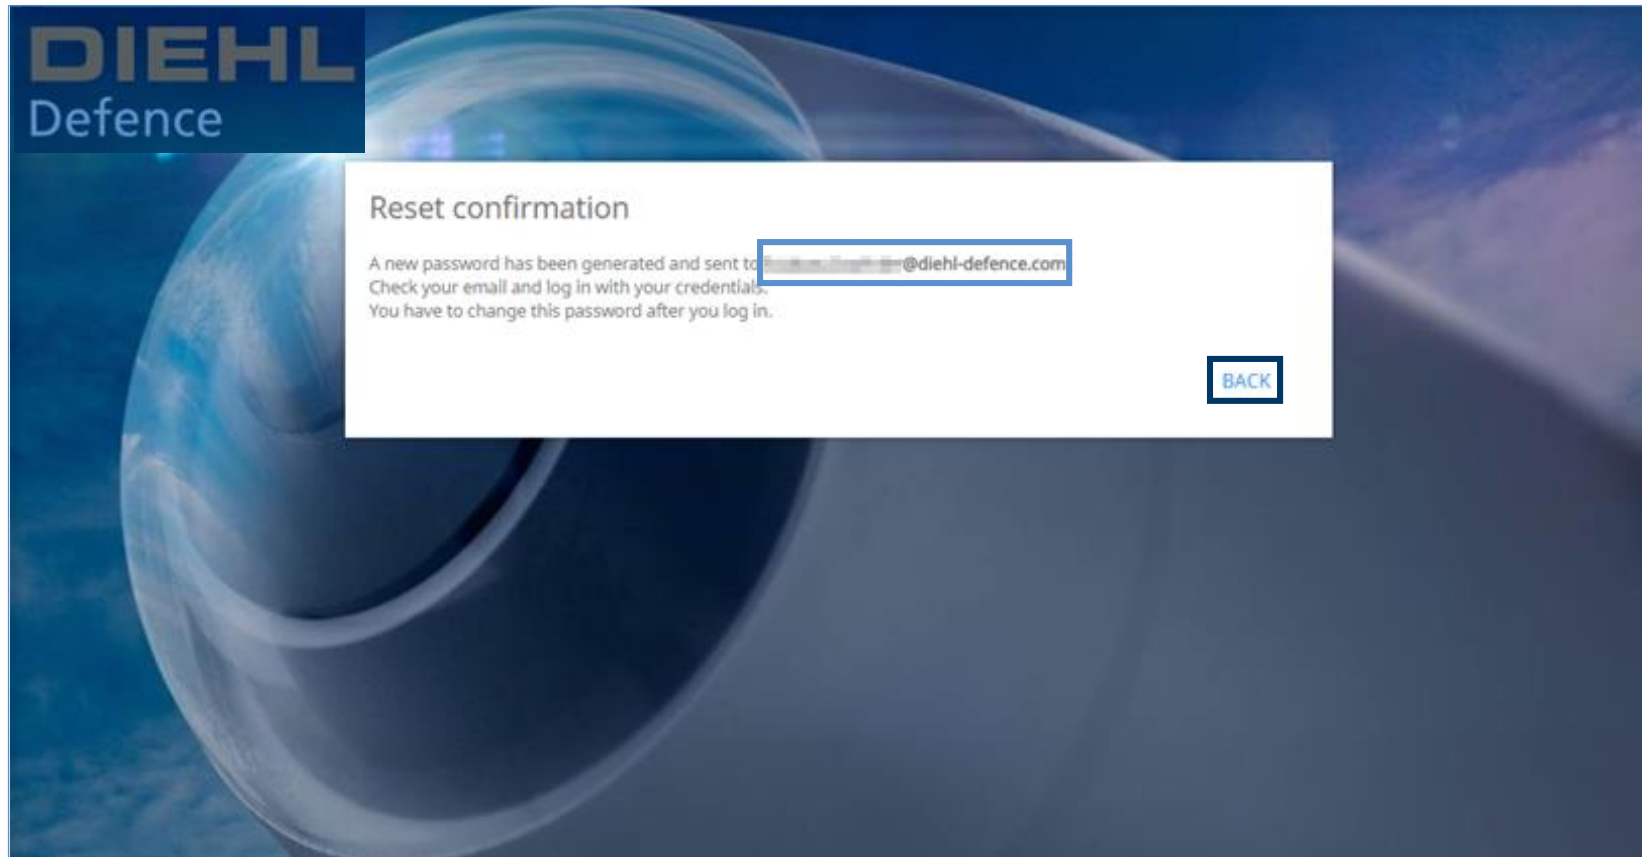 DIEHL
Defence
Reset confirmation
A new password has been generated and sent to @diehl-defence.com
Check your email and log in with your credentials.
You have to change this password after you log in.
BACK